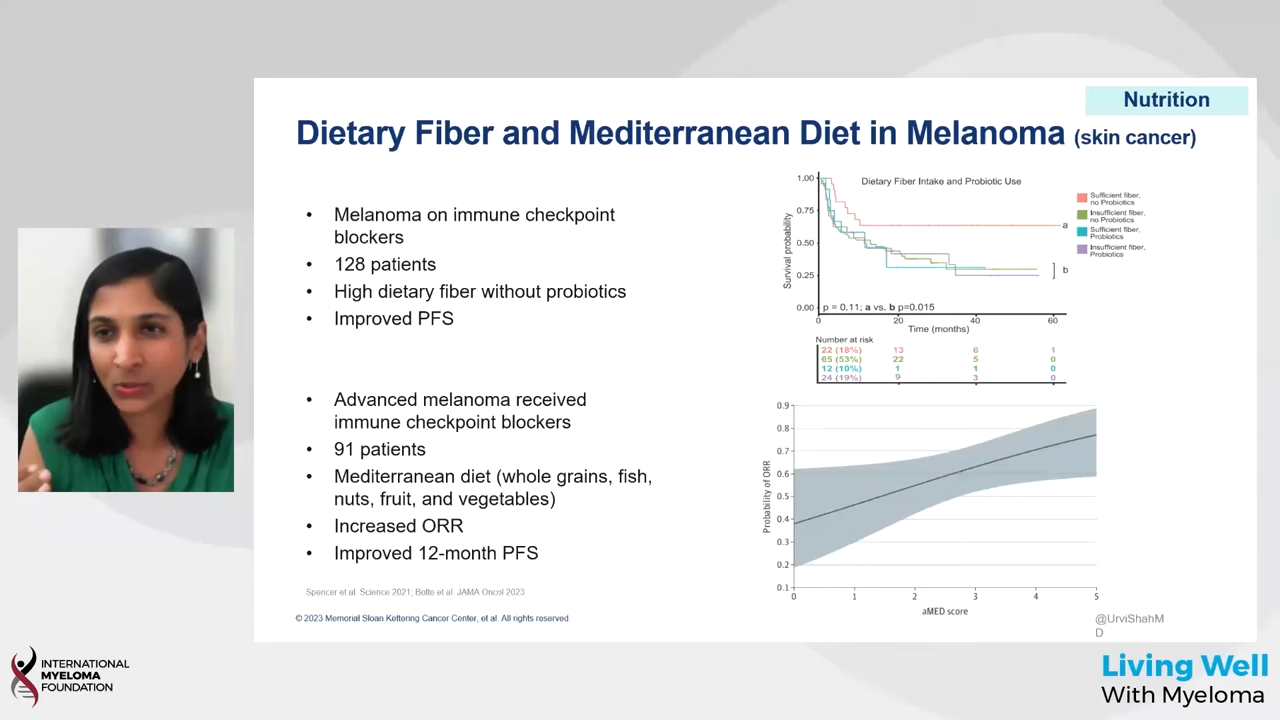 Nutrition
Dietary Fiber and Mediterranean Diet in Melanoma (skin cancer)
• Melanoma on immune checkpoint
blockers
• 128 patients
• High dietary fiber without probiotics
• Improved PFS
• Advanced melanoma received
immune checkpoint blockers
• 91 patients
• Mediterranean diet (whole grains, fish,
nuts, fruit, and vegetables)
• Increased ORR
• Improved 12-month PFS
Spencer et al. Science 2021; Bolte et al. JAMA Oncol 2023
© 2023 Memorial Sloan Kettering Cancer Center, et al. All rights reserved.
Dietary Fiber Intake and Probiotic Use
Survival probability
1.00
0.75
0.50
0.25
0.00
p = 0.11; a vs. b p=0.015
a
b
0 20 40 60
Time (months)
Sufficient fiber,
no Probiotics
Insufficient fiber,
no Probiotics
Sufficient fiber,
Probiotics
Insufficient fiber,
Probiotics
Number at risk
22 (18%) 13 6 1
65 (53%) 22 5 0
12 (10%) 1 1 0
24 (19%) 9 3 0
Probability of ORR
0.9
0.8
0.7
0.6
0.5
0.4
0.3
0.2
0.1
0 1 2 3 4 5
aMED score
@UrviShahM
D
INTERNATIONAL
MYELOMA
FOUNDATION
Living Well
With Myeloma